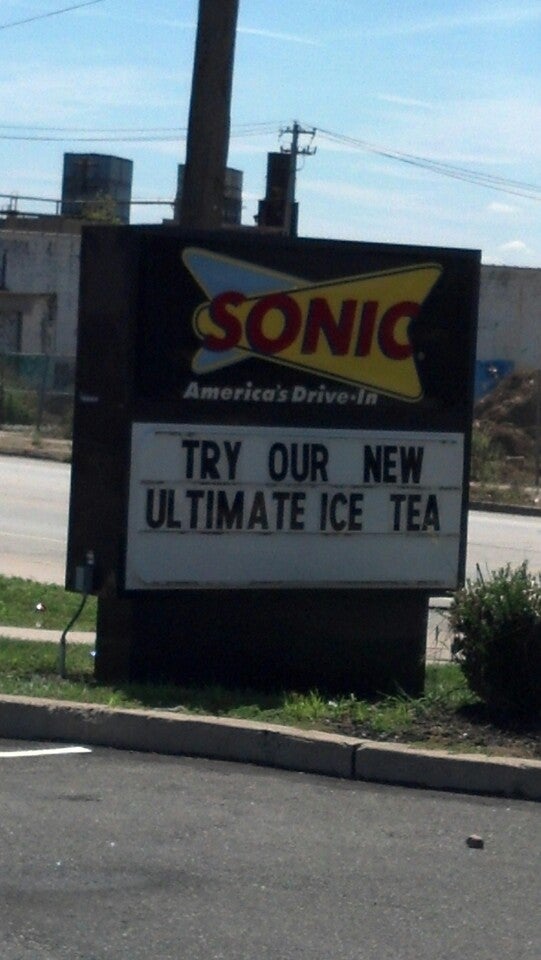 SONIC
America's Drive-In
TRY OUR NEW
ULTIMATE ICE TEA